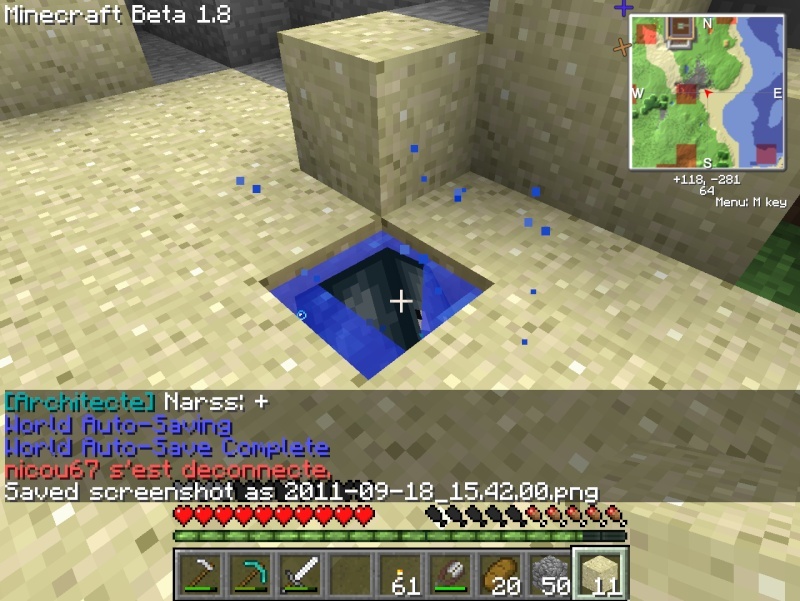 Minecraft Beta 1.8
N
W
E
S
+118, -281
64
Menu: M key
[Architecte] Narss: +
World Auto-Saving
World Auto-Save Complete
nicou67 s'est deconnecte.
Saved screenshot as 2011-09-18_15.42.00.png
61
20
50
11